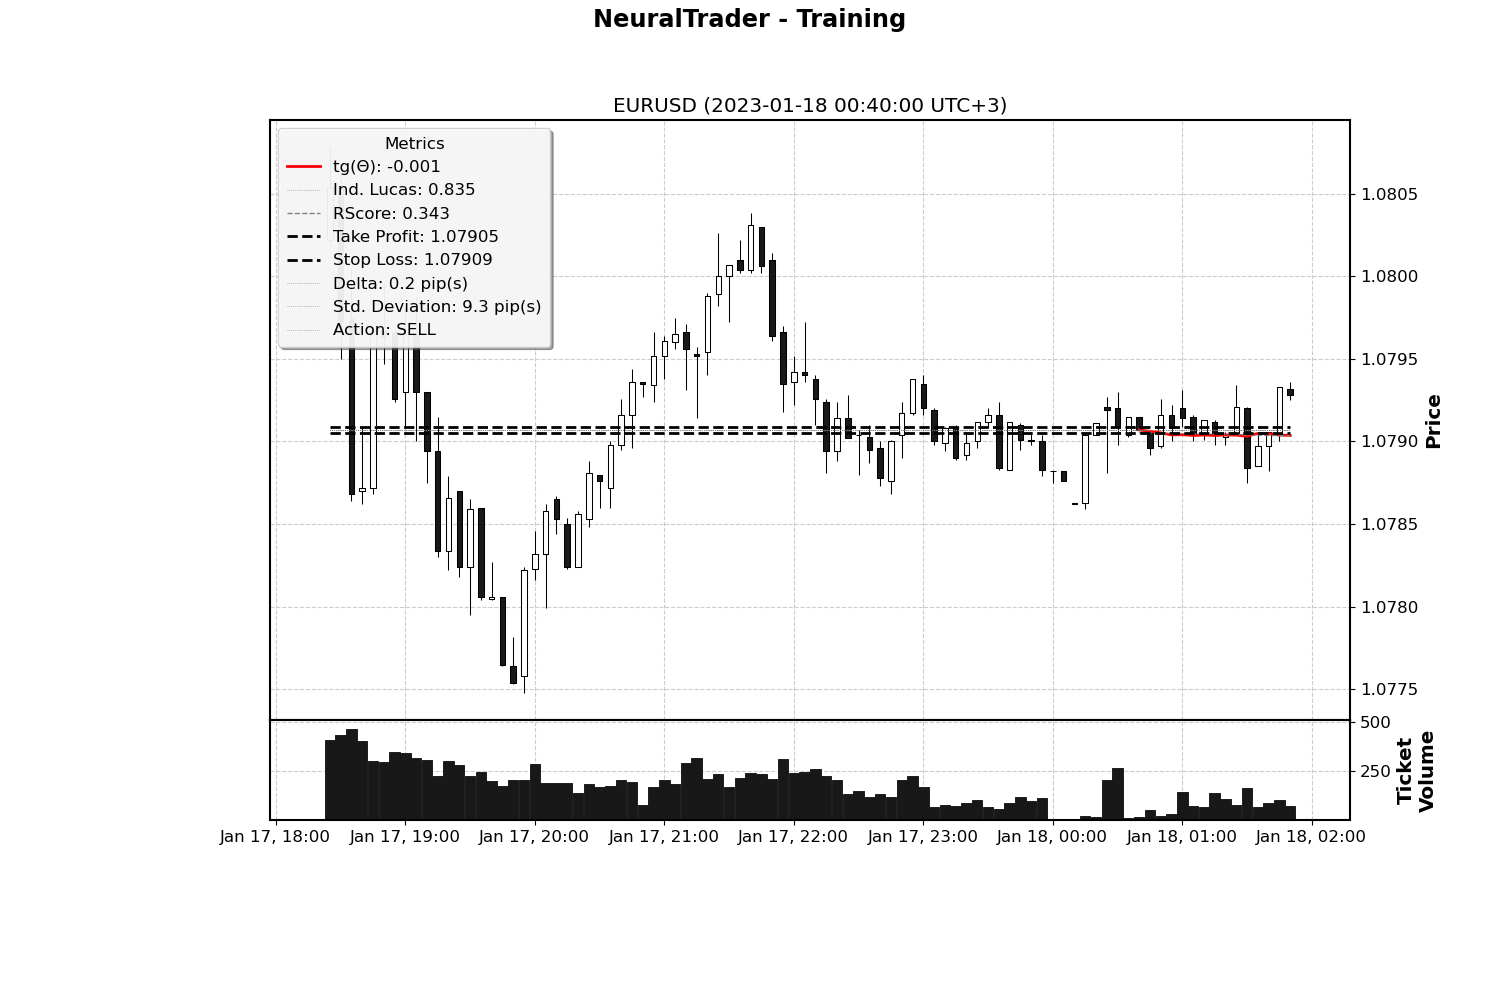 NeuralTrader - Training
EURUSD (2023-01-18 00:40:00 UTC+3)
Metrics
tg(Θ): -0.001
Ind. Lucas: 0.835
RScore: 0.343
Take Profit: 1.07905
Stop Loss: 1.07909
Delta: 0.2 pip(s)
Std. Deviation: 9.3 pip(s)
Action: SELL
1.0805
1.0800
1.0795
1.0790
1.0785
1.0780
1.0775
Price
500
250
Ticket
Volume
Jan 17, 18:00
Jan 17, 19:00
Jan 17, 20:00
Jan 17, 21:00
Jan 17, 22:00
Jan 17, 23:00
Jan 18, 00:00
Jan 18, 01:00
Jan 18, 02:00